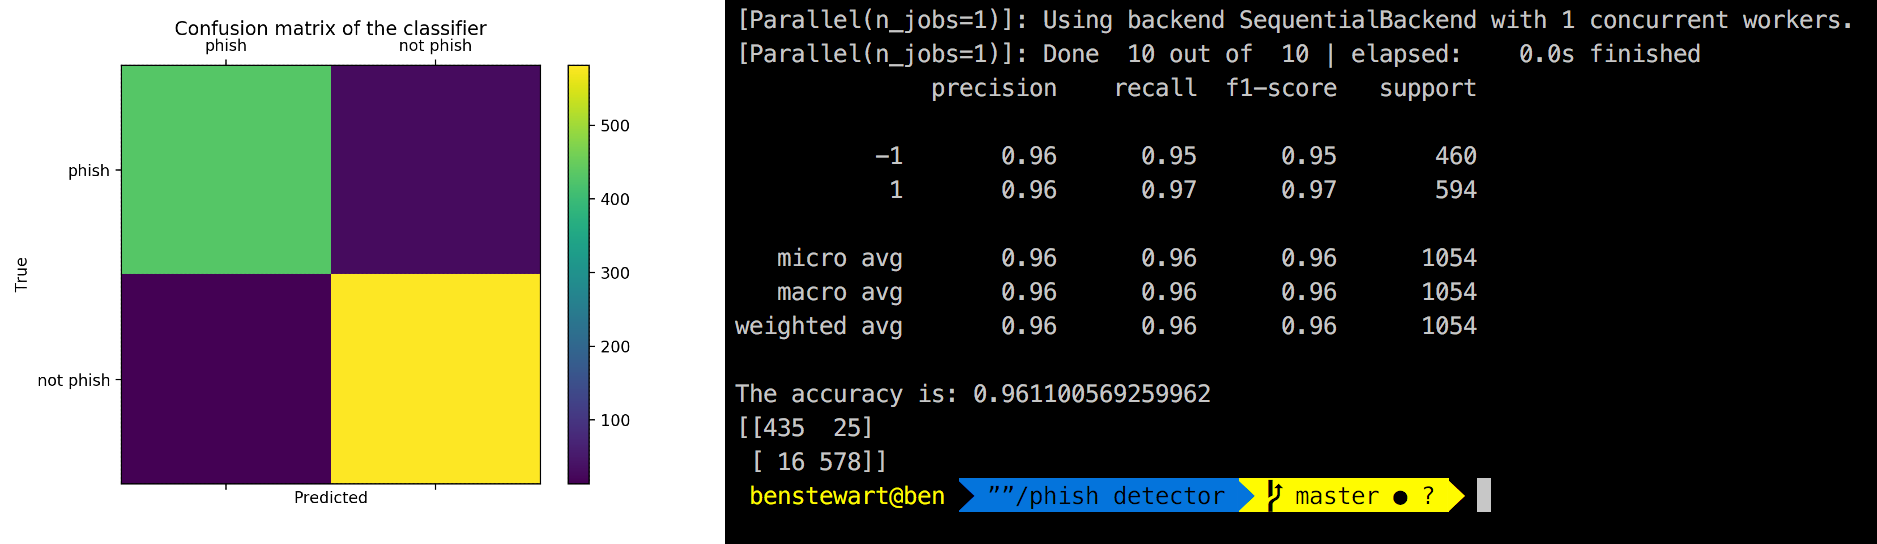 Confusion matrix of the classifier
phish not phish
500
400
300
200
100
phish
not phish
True
Predicted
[Parallel(n_jobs=1)]: Using backend SequentialBackend with 1 concurrent workers.
[Parallel(n_jobs=1)]: Done  10 out of  10 | elapsed:    0.0s finished
precision    recall  f1-score   support
-1       0.96      0.95      0.95       460
1       0.96      0.97      0.97       594
micro avg       0.96      0.96      0.96      1054
macro avg       0.96      0.96      0.96      1054
weighted avg       0.96      0.96      0.96      1054
The accuracy is: 0.961100569259962
[[435  25]
[ 16 578]]
benstewart@ben ””/phish detector master ● ?